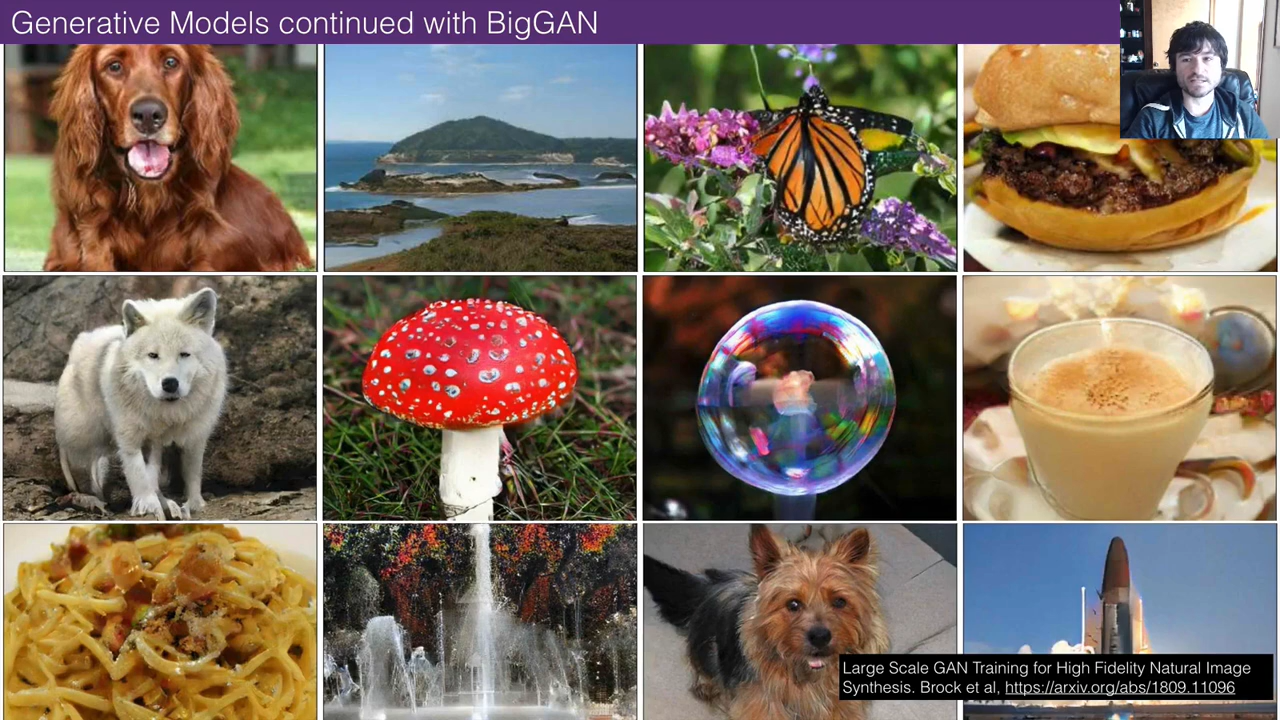 Generative Models continued with BigGAN
Large Scale GAN Training for High Fidelity Natural Image
Synthesis. Brock et al, https://arxiv.org/abs/1809.11096